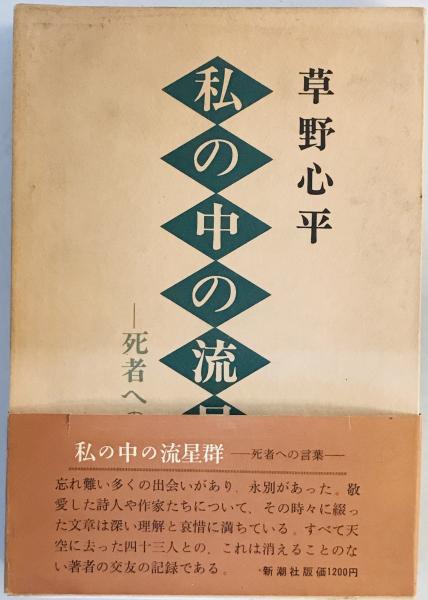 草野心平
私の中の流星
―死者への
私の中の流星群 ―死者への言葉―
忘れ難い多くの出会いがあり、永別があった。敬
愛した詩人や作家たちについて、その時々に綴っ
た文章は深い理解と哀惜に満ちている。すべて天
空に去った四十三人との、これは消えることのな
い著者の交友の記録である。 ・新潮社版価1200円